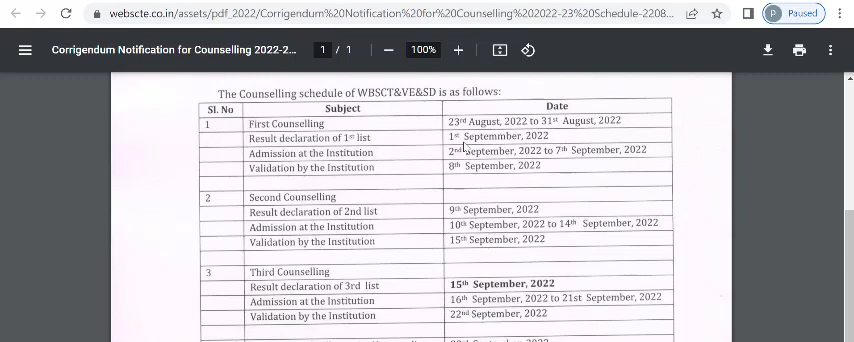 webscte.co.in/assets/pdf_2022/Corrigendum%20Notification%20for%20Counselling%202022-23%20Schedule-2208...
P Paused
Corrigendum Notification for Counselling 2022-2... 1 / 1 100%
The Counselling schedule of WBSCT&VE&SD is as follows:
Sl. No Subject Date
1 First Counselling 23rd August, 2022 to 31st August, 2022
Result declaration of 1st list 1st Septemmber, 2022
Admission at the Institution 2nd September, 2022 to 7th September, 2022
Validation by the Institution 8th September, 2022
2 Second Counselling
Result declaration of 2nd list 9th September, 2022
Admission at the Institution 10th September, 2022 to 14th September, 2022
Validation by the Institution 15th September, 2022
3 Third Counselling
Result declaration of 3rd list 15th September, 2022
Admission at the Institution 16th September, 2022 to 21st September, 2022
Validation by the Institution 22nd September, 2022